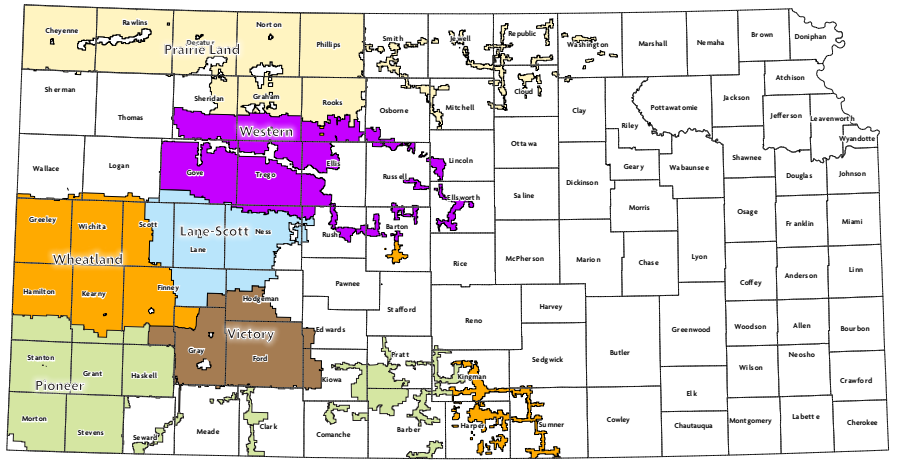 Cheyenne
Rawlins
Decatur
Norton
Phillips
Prairie Land
Smith
Jewell
Republic
Washington
Marshall
Nemaha
Brown
Doniphan
Sherman
Thomas
Sheridan
Graham
Rooks
Osborne
Mitchell
Cloud
Clay
Riley
Pottawatomie
Jackson
Atchison
Jefferson
Leavenworth
Wyandotte
Western
Wallace
Logan
Gove
Trego
Ellis
Russell
Lincoln
Ottawa
Saline
Dickinson
Geary
Wabaunsee
Shawnee
Douglas
Johnson
Greeley
Wichita
Scott
Lane-Scott
Lane
Ness
Rush
Barton
Ellsworth
Rice
McPherson
Marion
Morris
Chase
Lyon
Osage
Franklin
Miami
Wheatland
Hamilton
Kearny
Finney
Hodgeman
Pawnee
Stafford
Reno
Harvey
Coffey
Anderson
Linn
Greenwood
Woodson
Allen
Bourbon
Pioneer
Stanton
Grant
Haskell
Gray
Victory
Ford
Edwards
Kiowa
Pratt
Kingman
Sedgwick
Butler
Elk
Wilson
Neosho
Crawford
Morton
Stevens
Seward
Meade
Clark
Comanche
Barber
Harper
Sumner
Cowley
Chautauqua
Montgomery
Labette
Cherokee